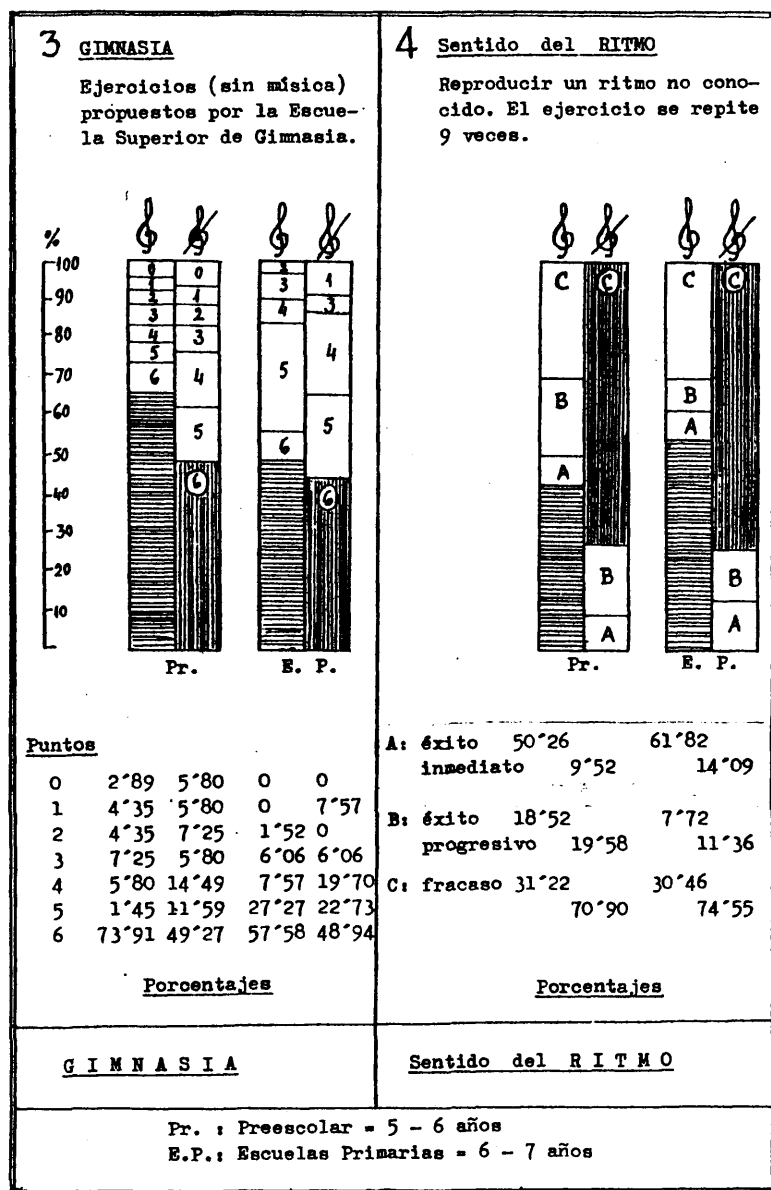 3 GIMNASIA
Ejercicios (sin música)
propuestos por la Escue-
la Superior de Gimnasia.
%
100
90
80
70
60
50
40
30
20
10
0
1
2
3
4
5
6
0
1
2
3
4
5
6
2
3
4
5
6
1
3
4
5
6
Pr.
E. P.
Puntos
0 2´89 5´80 0 0
1 4´35 5´80 0 7´57
2 4´35 7´25 1´52 0
3 7´25 5´80 6´06 6´06
4 5´80 14´49 7´57 19´70
5 1´45 11´59 27´27 22´73
6 73´91 49´27 57´58 48´94
Porcentajes
GIMNASIA
4 Sentido del RITMO
Reproducir un ritmo no cono-
cido. El ejercicio se repite
9 veces.
C
B
A
C
B
A
C
B
A
C
B
A
Pr.
E. P.
A: éxito 50´26 61´82
inmediato 9´52 14´09
B: éxito 18´52 7´72
progresivo 19´58 11´36
C: fracaso 31´22 30´46
70´90 74´55
Porcentajes
Sentido del RITMO
Pr. : Preescolar = 5 - 6 años
E.P.: Escuelas Primarias = 6 - 7 años